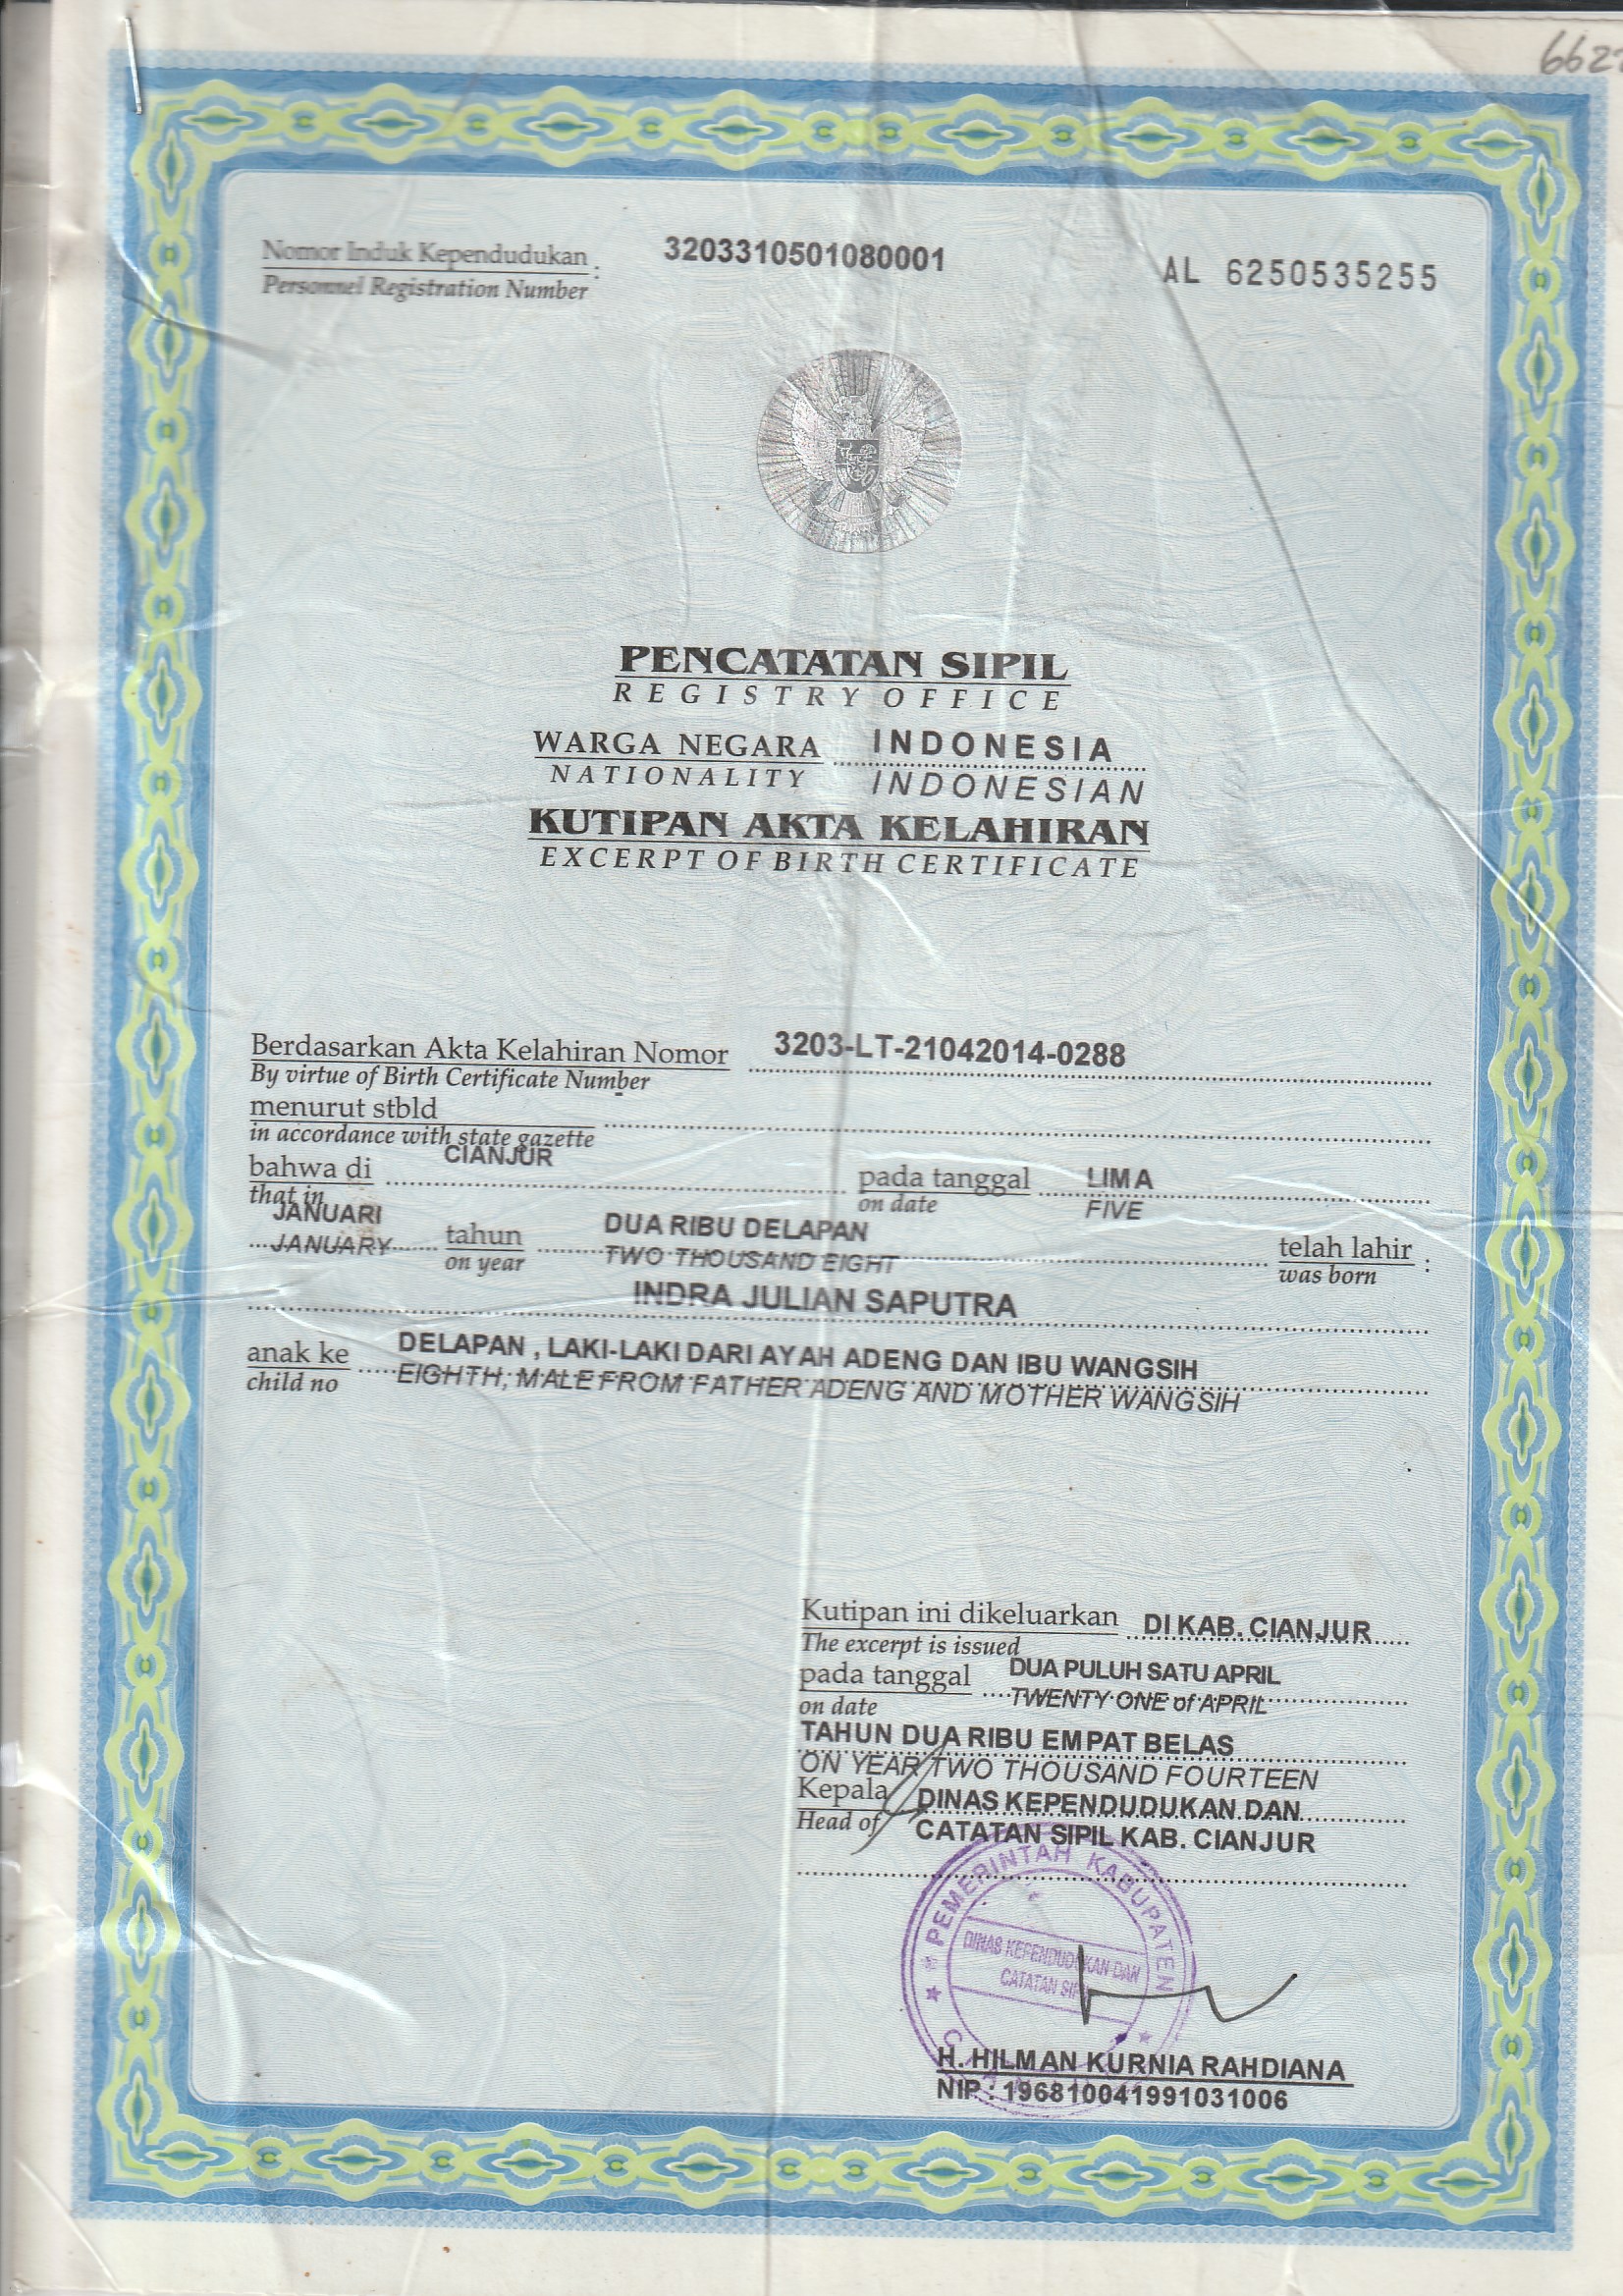 662
Nomor Induk Kependudukan : 3203310501080001
Personnel Registration Number
AL 6250535255
PENCATATAN SIPIL
REGISTRY OFFICE
WARGA NEGARA INDONESIA
NATIONALITY INDONESIAN
KUTIPAN AKTA KELAHIRAN
EXCERPT OF BIRTH CERTIFICATE
Berdasarkan Akta Kelahiran Nomor 3203-LT-21042014-0288
By virtue of Birth Certificate Number
menurut stbld
in accordance with state gazette
bahwa di CIANJUR pada tanggal LIMA
that in on date FIVE
JANUARI tahun DUA RIBU DELAPAN telah lahir :
JANUARY on year TWO THOUSAND EIGHT was born
INDRA JULIAN SAPUTRA
anak ke DELAPAN , LAKI-LAKI DARI AYAH ADENG DAN IBU WANGSIH
child no EIGHTH, MALE FROM FATHER ADENG AND MOTHER WANGSIH
Kutipan ini dikeluarkan DI KAB. CIANJUR
The excerpt is issued
pada tanggal DUA PULUH SATU APRIL
on date TWENTY ONE of APRIL
TAHUN DUA RIBU EMPAT BELAS
ON YEAR TWO THOUSAND FOURTEEN
Kepala DINAS KEPENDUDUKAN DAN
Head of CATATAN SIPIL KAB. CIANJUR
PEMERINTAH KABUPATEN
DINAS KEPENDUDUKAN DAN
CATATAN SIPIL
H. HILMAN KURNIA RAHDIANA
NIP : 196810041991031006